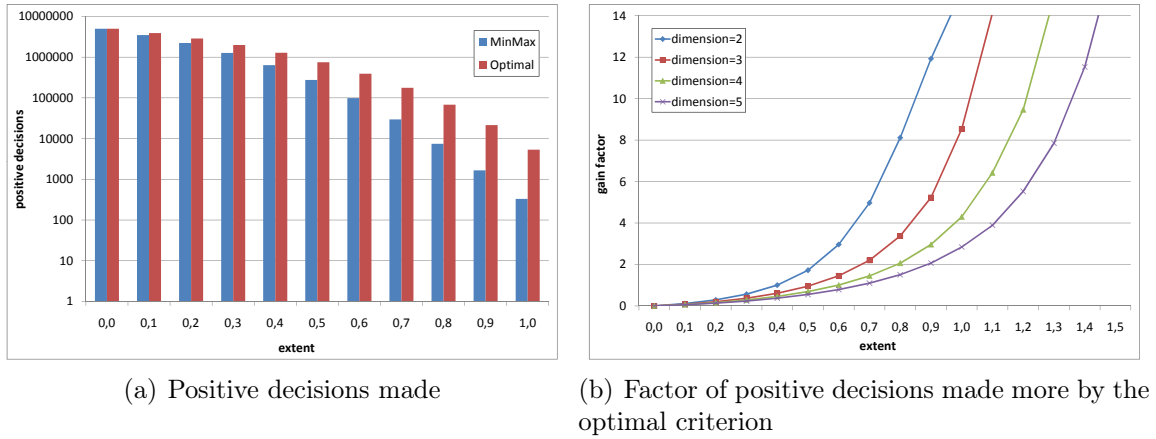 10000000
1000000
100000
10000
1000
100
10
1
positive decisions
MinMax
Optimal
0,0 0,1 0,2 0,3 0,4 0,5 0,6 0,7 0,8 0,9 1,0
extent
(a) Positive decisions made
14
12
10
8
6
4
2
0
gain factor
dimension=2
dimension=3
dimension=4
dimension=5
0,0 0,1 0,2 0,3 0,4 0,5 0,6 0,7 0,8 0,9 1,0 1,1 1,2 1,3 1,4 1,5
extent
(b) Factor of positive decisions made more by the
optimal criterion